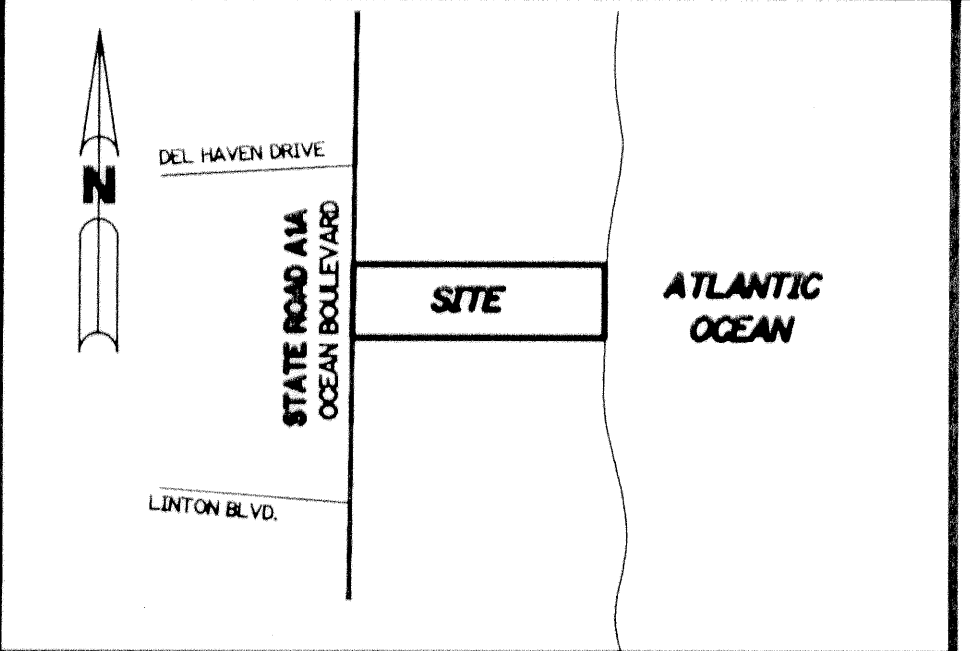 DEL HAVEN DRIVE
N
STATE ROAD A1A
OCEAN BOULEVARD
SITE
ATLANTIC
OCEAN
LINTON BLVD.